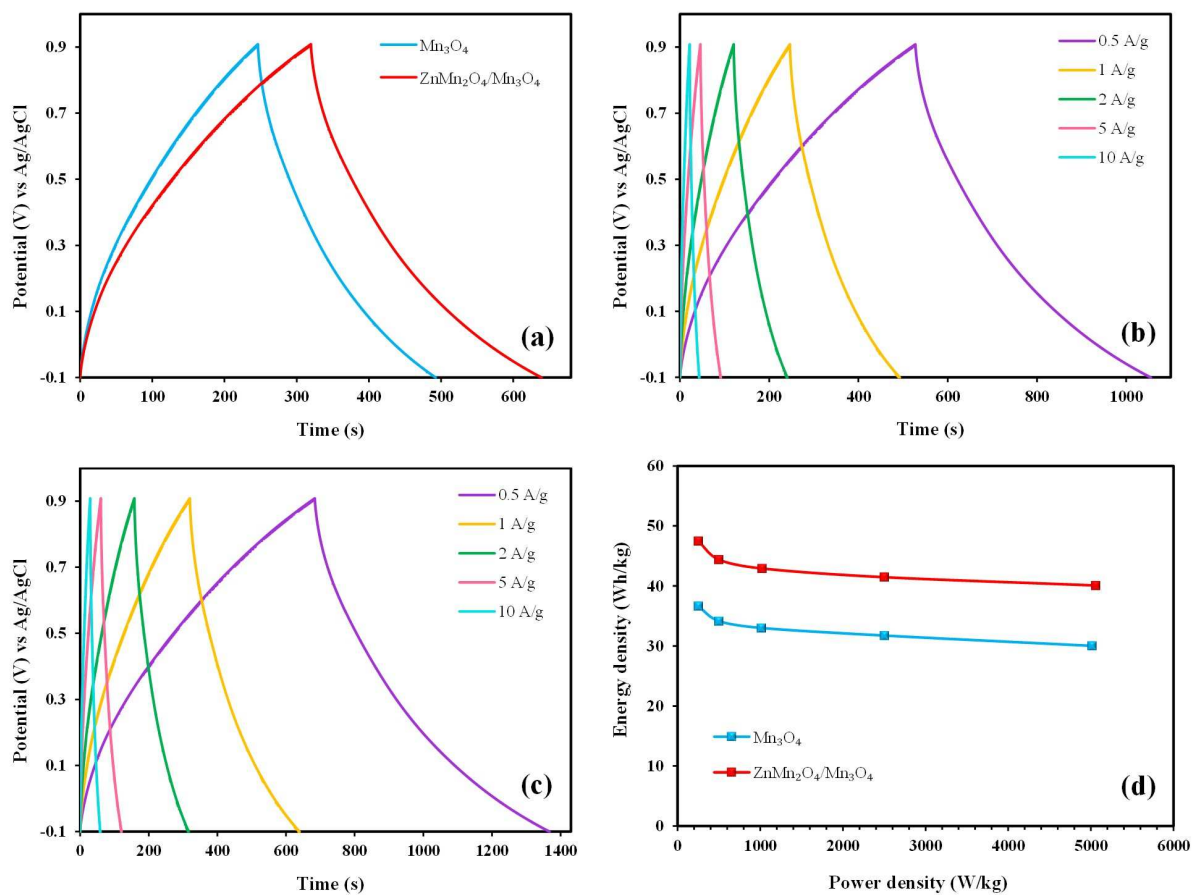 0.9
0.7
0.5
0.3
0.1
-0.1
Potential (V) vs Ag/AgCl
Mn₃O₄
ZnMn₂O₄/Mn₃O₄
(a)
0 100 200 300 400 500 600
Time (s)
0.9
0.7
0.5
0.3
0.1
-0.1
Potential (V) vs Ag/AgCl
0.5 A/g
1 A/g
2 A/g
5 A/g
10 A/g
(b)
0 200 400 600 800 1000
Time (s)
0.9
0.7
0.5
0.3
0.1
-0.1
Potential (V) vs Ag/AgCl
0.5 A/g
1 A/g
2 A/g
5 A/g
10 A/g
(c)
0 200 400 600 800 1000 1200 1400
Time (s)
60
50
40
30
20
10
0
Energy density (Wh/kg)
Mn₃O₄
ZnMn₂O₄/Mn₃O₄
(d)
0 1000 2000 3000 4000 5000 6000
Power density (W/kg)